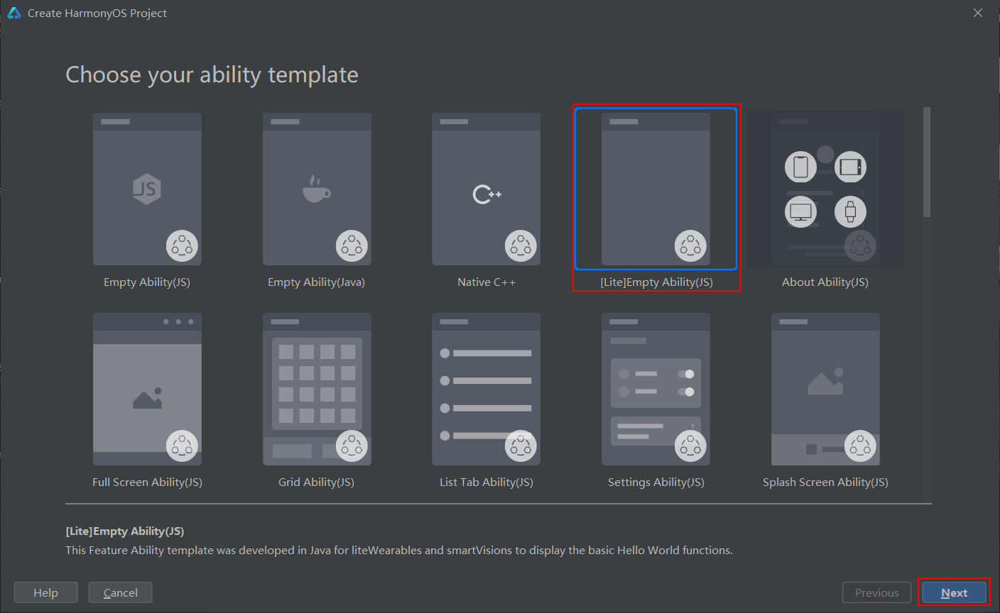 Create HarmonyOS Project
Choose your ability template
JS
C++
Empty Ability(JS)
Empty Ability(Java)
Native C++
[Lite]Empty Ability(JS)
About Ability(JS)
Full Screen Ability(JS)
Grid Ability(JS)
List Tab Ability(JS)
Settings Ability(JS)
Splash Screen Ability(JS)
[Lite]Empty Ability(JS)
This Feature Ability template was developed in Java for liteWearables and smartVisions to display the basic Hello World functions.
Help
Cancel
Previous
Next